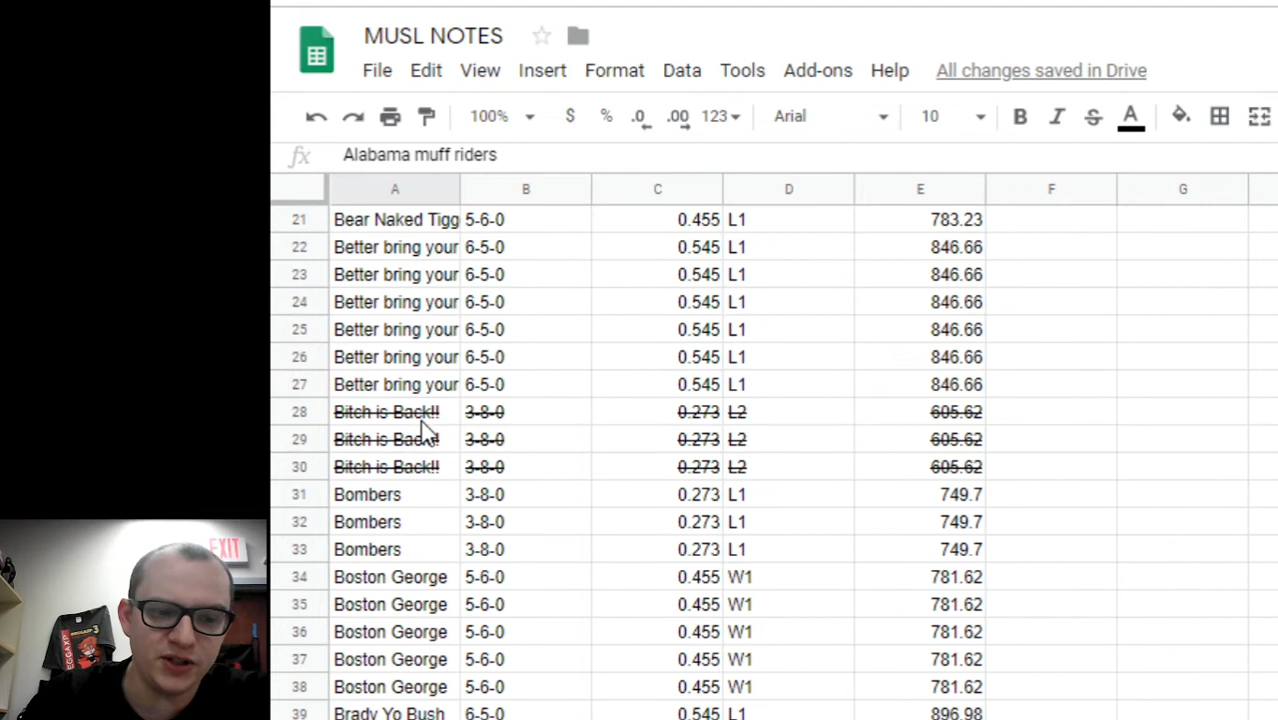 MUSL NOTES
File Edit View Insert Format Data Tools Add-ons Help All changes saved in Drive
100% $ % .0 .00 123 Arial 10 B I S A
fx Alabama muff riders
A B C D E F G
21 Bear Naked Tigg 5-6-0 0.455 L1 783.23
22 Better bring your 6-5-0 0.545 L1 846.66
23 Better bring your 6-5-0 0.545 L1 846.66
24 Better bring your 6-5-0 0.545 L1 846.66
25 Better bring your 6-5-0 0.545 L1 846.66
26 Better bring your 6-5-0 0.545 L1 846.66
27 Better bring your 6-5-0 0.545 L1 846.66
28 Bitch is Back!! 3-8-0 0.273 L2 605.62
29 Bitch is Back!! 3-8-0 0.273 L2 605.62
30 Bitch is Back!! 3-8-0 0.273 L2 605.62
31 Bombers 3-8-0 0.273 L1 749.7
32 Bombers 3-8-0 0.273 L1 749.7
33 Bombers 3-8-0 0.273 L1 749.7
34 Boston George 5-6-0 0.455 W1 781.62
35 Boston George 5-6-0 0.455 W1 781.62
36 Boston George 5-6-0 0.455 W1 781.62
37 Boston George 5-6-0 0.455 W1 781.62
38 Boston George 5-6-0 0.455 W1 781.62
39 Brady Yo Bush 6-5-0 0.545 L1 896.98
EXIT